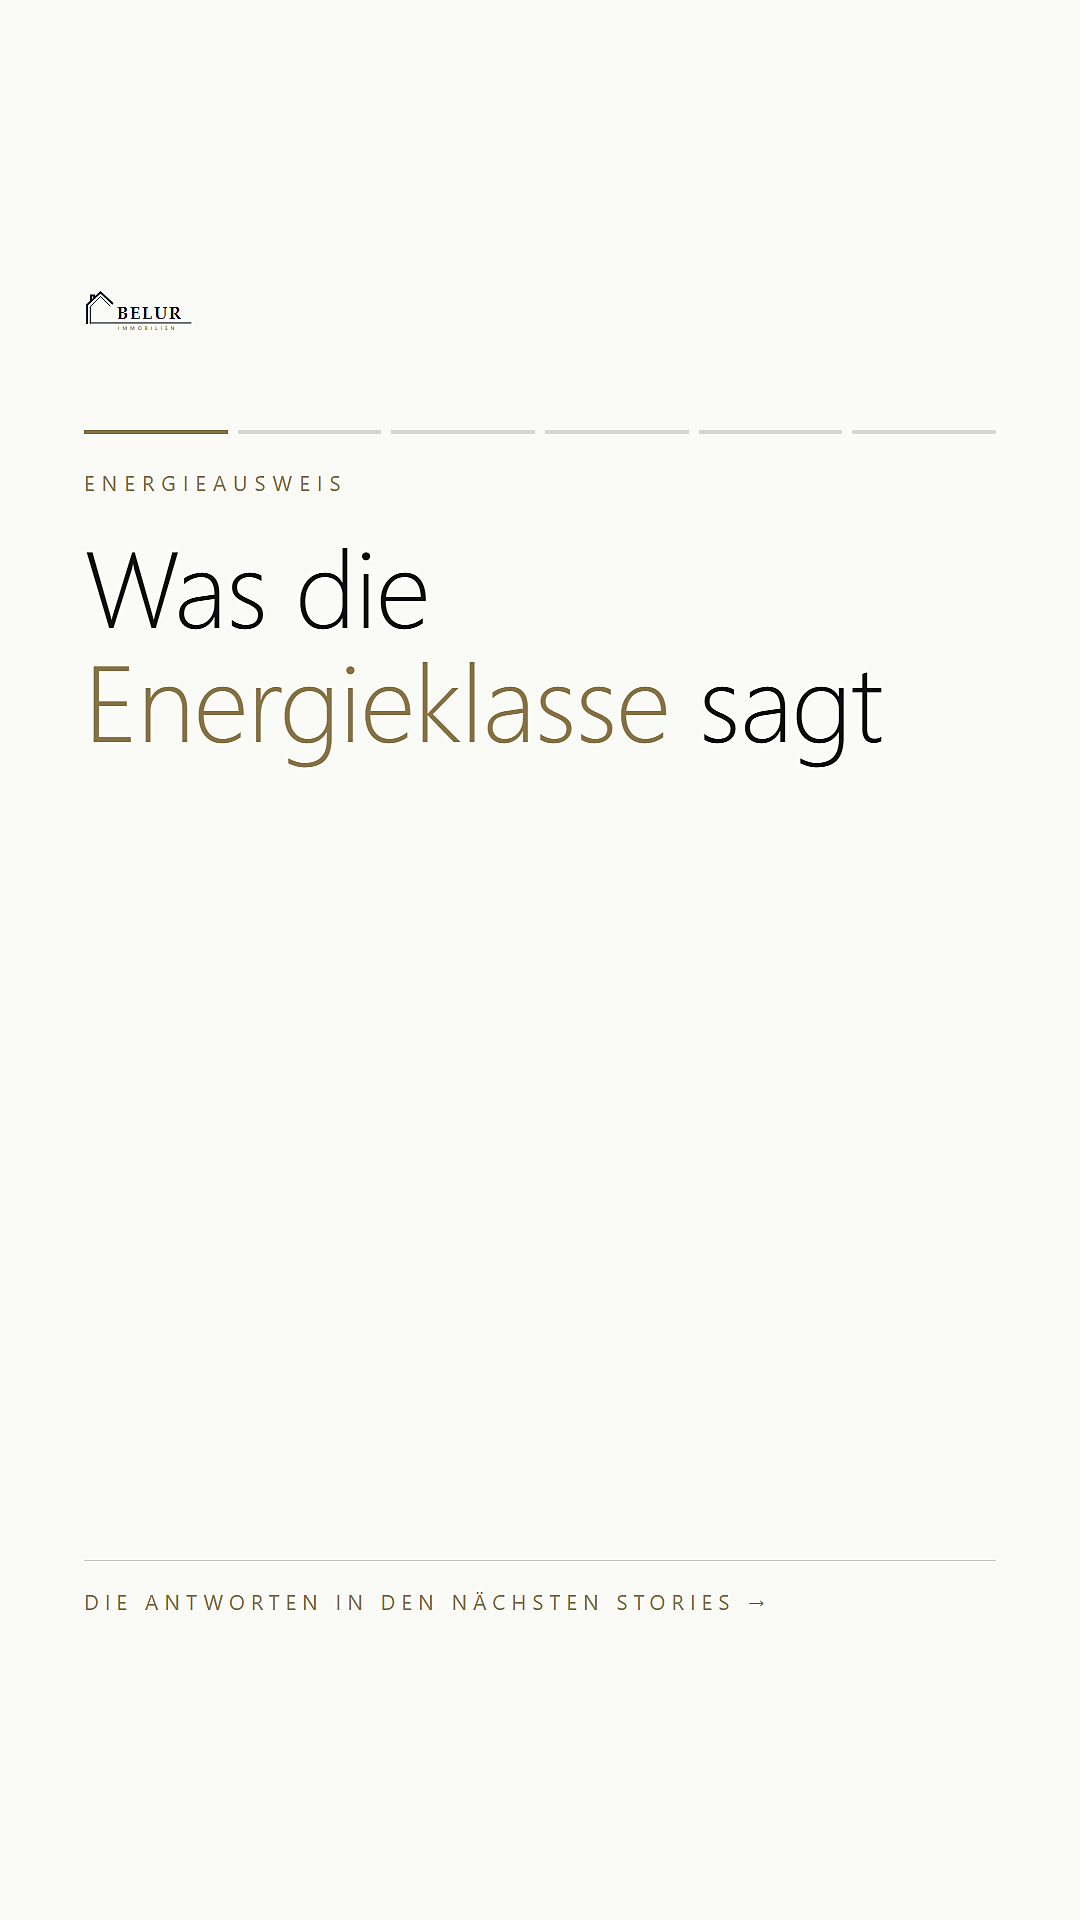 BELUR
IMMOBILIEN
ENERGIEAUSWEIS
Was die
Energieklasse sagt
DIE ANTWORTEN IN DEN NÄCHSTEN STORIES →